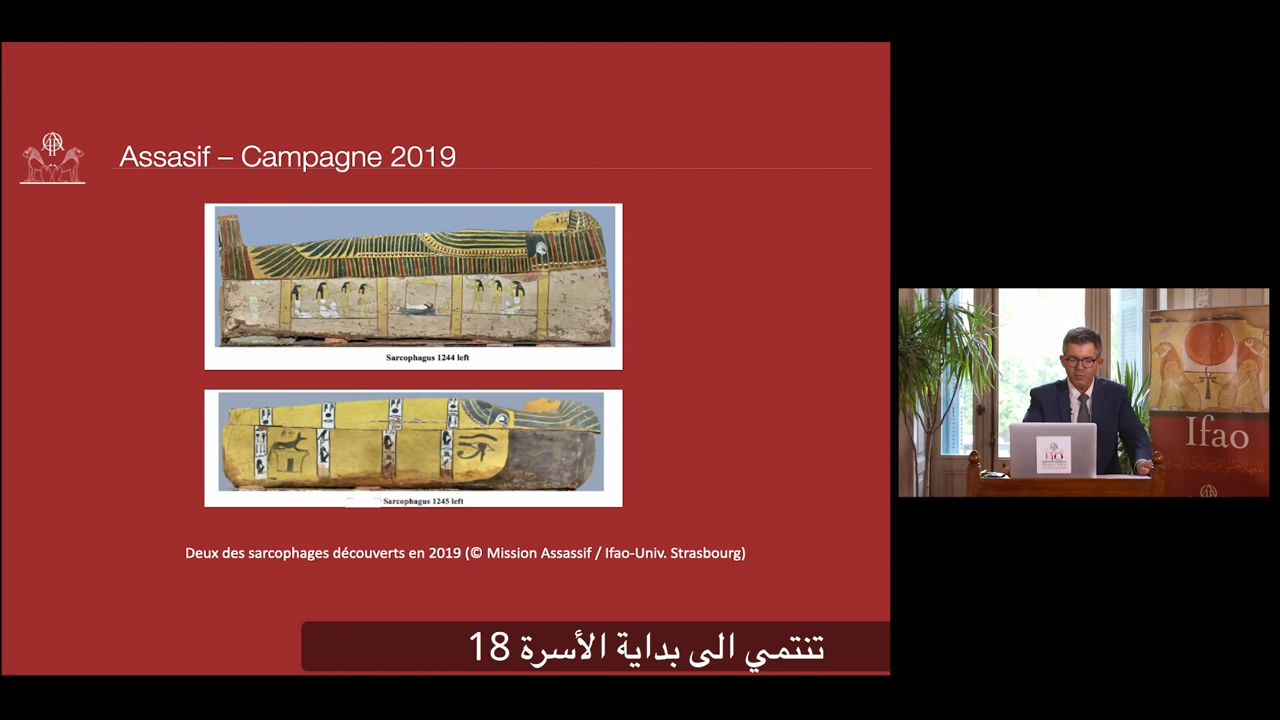 Assasif – Campagne 2019
Sarcophagus 1244 left
Sarcophagus 1245 left
Deux des sarcophages découverts en 2019 (© Mission Assassif / Ifao-Univ. Strasbourg)
تنتمي الى بداية الأسرة 18
Ifao